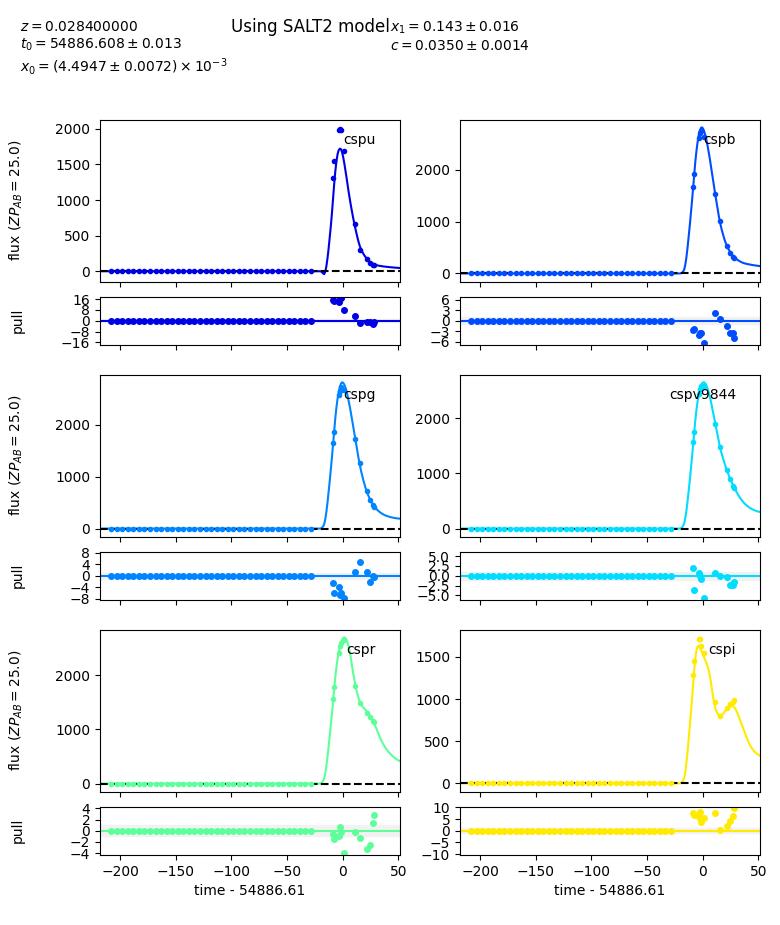 z = 0.028400000
Using SALT2 model
x₁ = 0.143 ± 0.016
t₀ = 54886.608 ± 0.013
c = 0.0350 ± 0.0014
x₀ = (4.4947 ± 0.0072) × 10⁻³
flux (ZP_AB = 25.0)
2000
1500
1000
500
0
cspu
2000
1000
0
cspb
pull
16
8
0
−8
−16
6
3
0
−3
−6
flux (ZP_AB = 25.0)
2000
1000
0
cspg
2000
1000
0
cspv9844
pull
8
4
0
−4
−8
5.0
2.5
0.0
−2.5
−5.0
flux (ZP_AB = 25.0)
2000
1000
0
cspr
1500
1000
500
0
cspi
pull
4
2
0
−2
−4
10
5
0
−5
−10
−200 −150 −100 −50 0 50
−200 −150 −100 −50 0 50
time - 54886.61
time - 54886.61